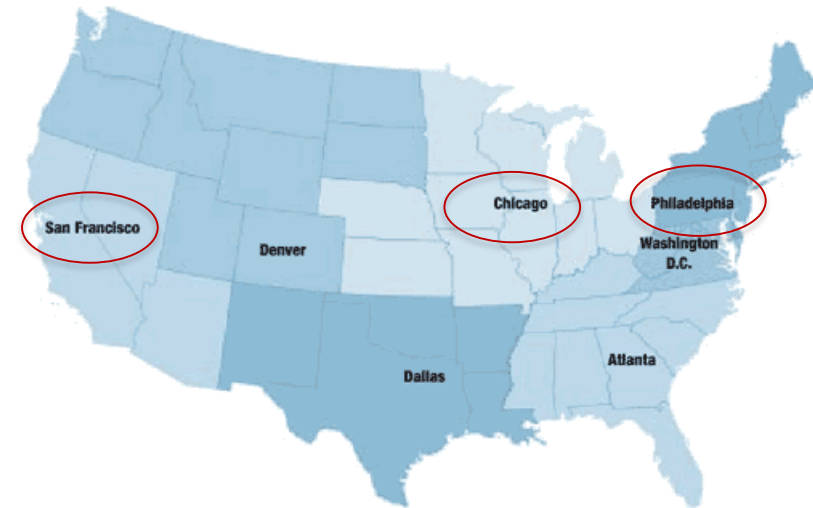 San Francisco
Denver
Chicago
Dallas
Philadelphia
Washington
D.C.
Atlanta